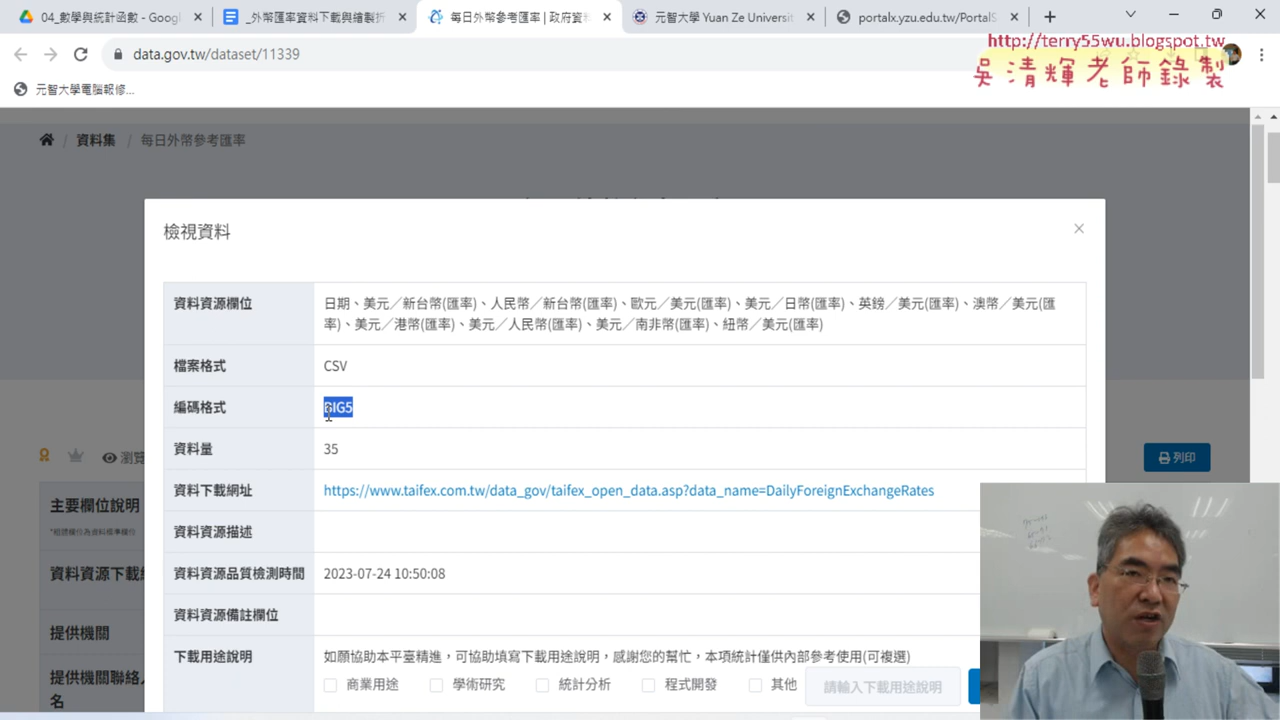 04_數學與統計函數 - Googl
_外幣匯率資料下載與繪製折
每日外幣參考匯率 | 政府資料
元智大學 Yuan Ze Universit
portalx.yzu.edu.tw/PortalS
data.gov.tw/dataset/11339
http://terry55wu.blogspot.tw
吳清輝老師錄製
元智大學電腦報修...
/ 資料集 / 每日外幣參考匯率
檢視資料
資料資源欄位
日期、美元／新台幣(匯率)、人民幣／新台幣(匯率)、歐元／美元(匯率)、美元／日幣(匯率)、英鎊／美元(匯率)、澳幣／美元(匯
率)、美元／港幣(匯率)、美元／人民幣(匯率)、美元／南非幣(匯率)、紐幣／美元(匯率)
檔案格式 CSV
編碼格式 BIG5
資料量 35
瀏覽
列印
資料下載網址 https://www.taifex.com.tw/data_gov/taifex_open_data.asp?data_name=DailyForeignExchangeRates
主要欄位說明
資料資源描述
資料資源下載
資料資源品質檢測時間 2023-07-24 10:50:08
資料資源備註欄位
提供機關
下載用途說明 如願協助本平臺精進，可協助填寫下載用途說明，感謝您的幫忙，本項統計僅供內部參考使用(可複選)
商業用途 學術研究 統計分析 程式開發 其他 請輸入下載用途說明
提供機關聯絡
名